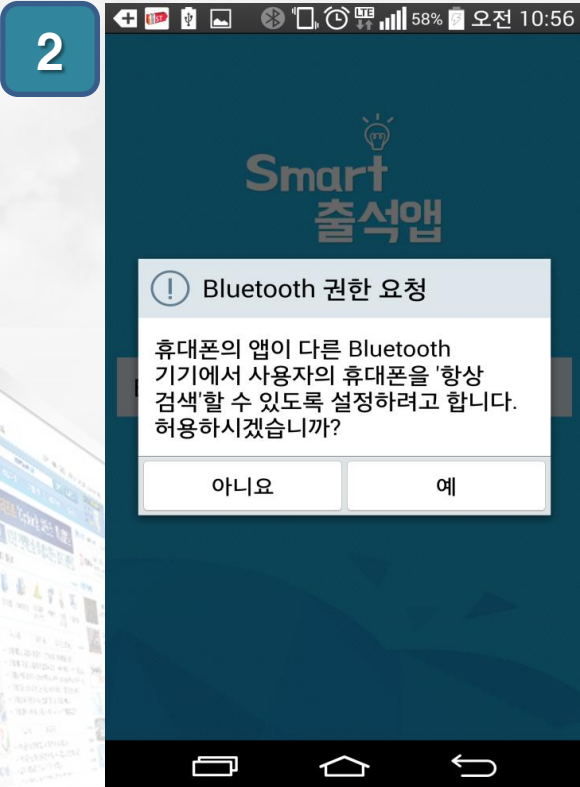 2
LTE 58% 오전 10:56
Smart
출석앱
Bluetooth 권한 요청
휴대폰의 앱이 다른 Bluetooth
기기에서 사용자의 휴대폰을 '항상
검색'할 수 있도록 설정하려고 합니다.
허용하시겠습니까?
아니요 예